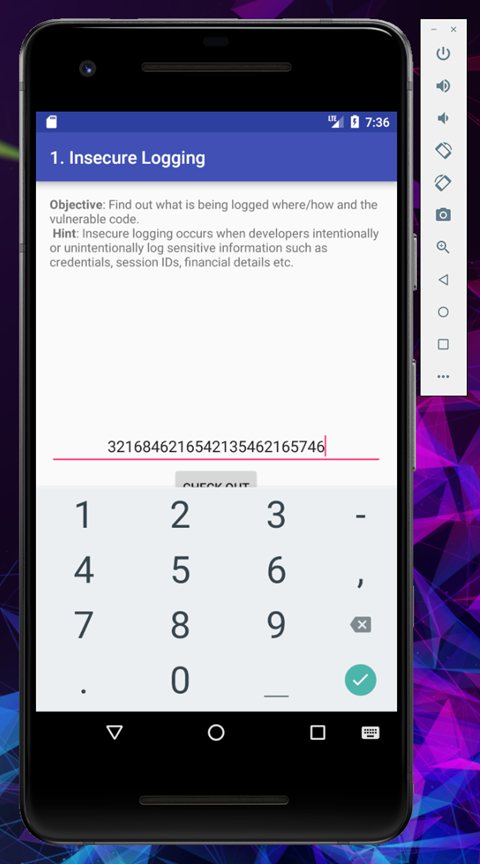 LTE 7:36
1. Insecure Logging
Objective: Find out what is being logged where/how and the
vulnerable code.
Hint: Insecure logging occurs when developers intentionally
or unintentionally log sensitive information such as
credentials, session IDs, financial details etc.
3216846216542135462165746
CHECK OUT
1 2 3 -
4 5 6 ,
7 8 9
. 0 _